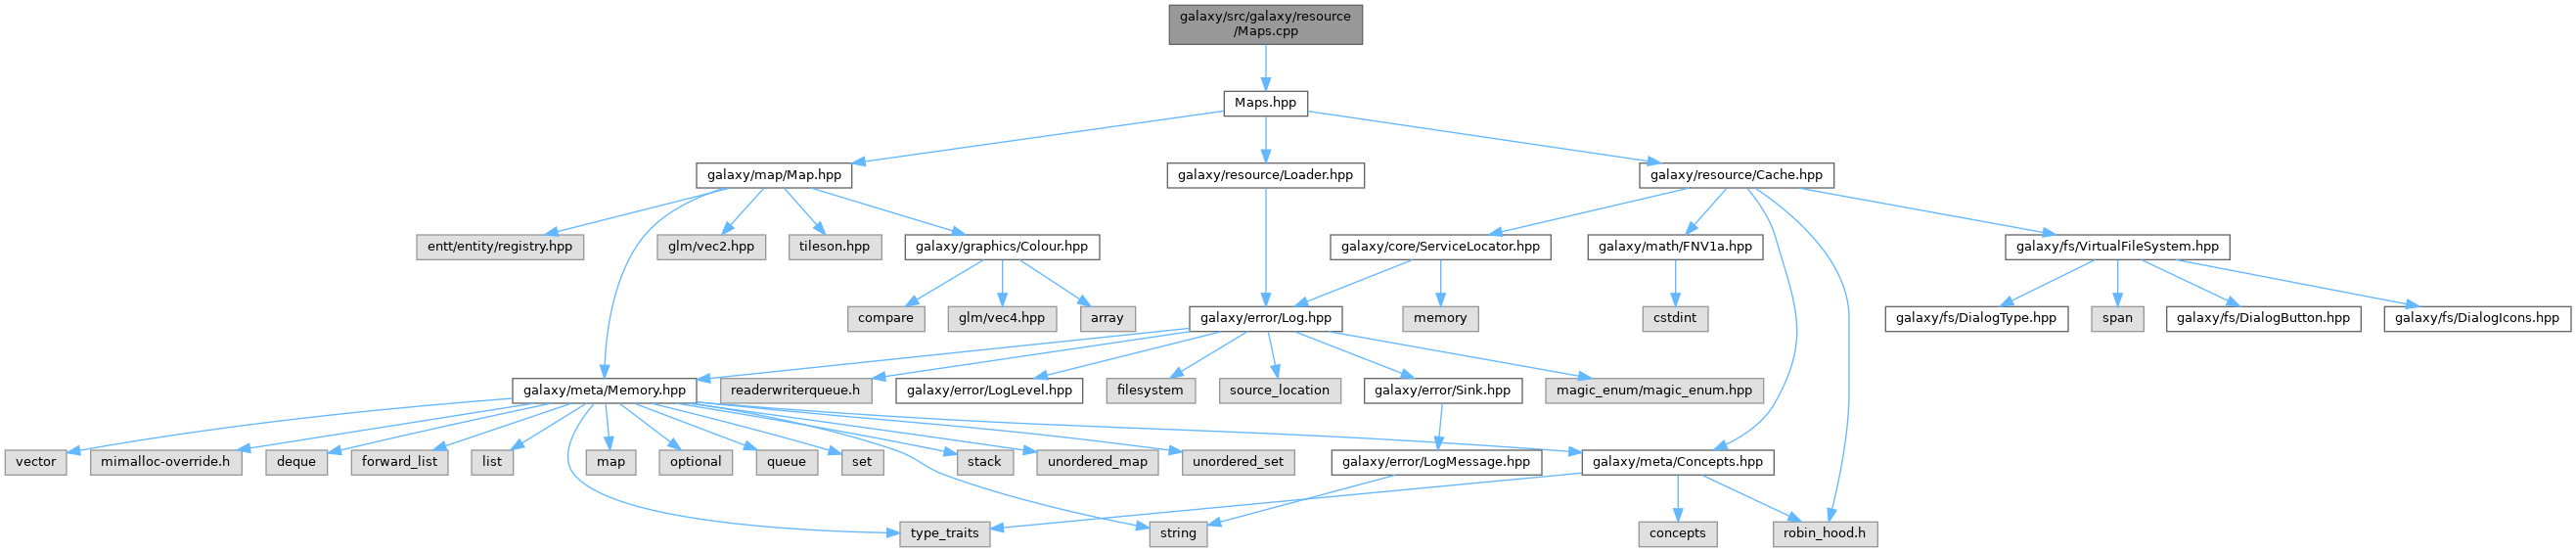 galaxy/src/galaxy/resource
/Maps.cpp
Maps.hpp
galaxy/map/Map.hpp
galaxy/resource/Loader.hpp
galaxy/resource/Cache.hpp
entt/entity/registry.hpp
glm/vec2.hpp
tileson.hpp
galaxy/graphics/Colour.hpp
galaxy/core/ServiceLocator.hpp
galaxy/math/FNV1a.hpp
galaxy/fs/VirtualFileSystem.hpp
compare
glm/vec4.hpp
array
galaxy/error/Log.hpp
memory
cstdint
galaxy/fs/DialogType.hpp
span
galaxy/fs/DialogButton.hpp
galaxy/fs/DialogIcons.hpp
galaxy/meta/Memory.hpp
readerwriterqueue.h
galaxy/error/LogLevel.hpp
filesystem
source_location
galaxy/error/Sink.hpp
magic_enum/magic_enum.hpp
vector
mimalloc-override.h
deque
forward_list
list
map
optional
queue
set
stack
unordered_map
unordered_set
galaxy/error/LogMessage.hpp
galaxy/meta/Concepts.hpp
type_traits
string
concepts
robin_hood.h